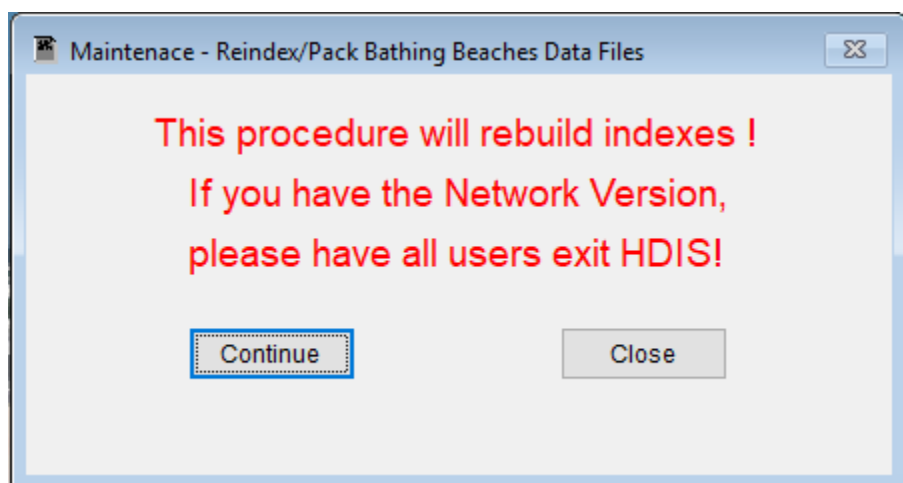 Maintenace - Reindex/Pack Bathing Beaches Data Files
This procedure will rebuild indexes !
If you have the Network Version,
please have all users exit HDIS!
Continue
Close